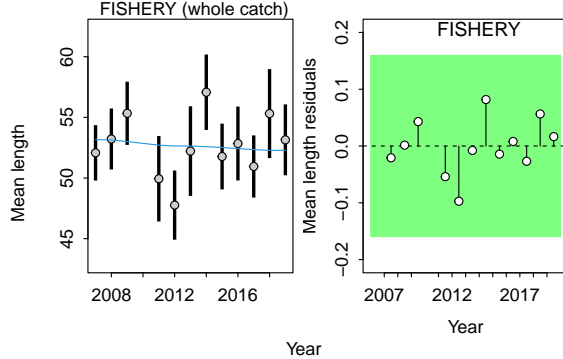 FISHERY (whole catch)
Mean length
60
55
50
45
2008
2012
2016
Year
FISHERY
Mean length residuals
0.2
0.1
0.0
−0.1
−0.2
2007
2012
2017
Year